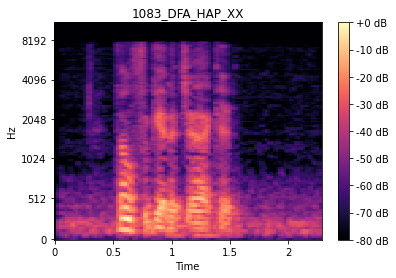 1083_DFA_HAP_XX
Hz
8192
4096
2048
1024
512
0
0
0.5
1
1.5
2
Time
+0 dB
-10 dB
-20 dB
-30 dB
-40 dB
-50 dB
-60 dB
-70 dB
-80 dB